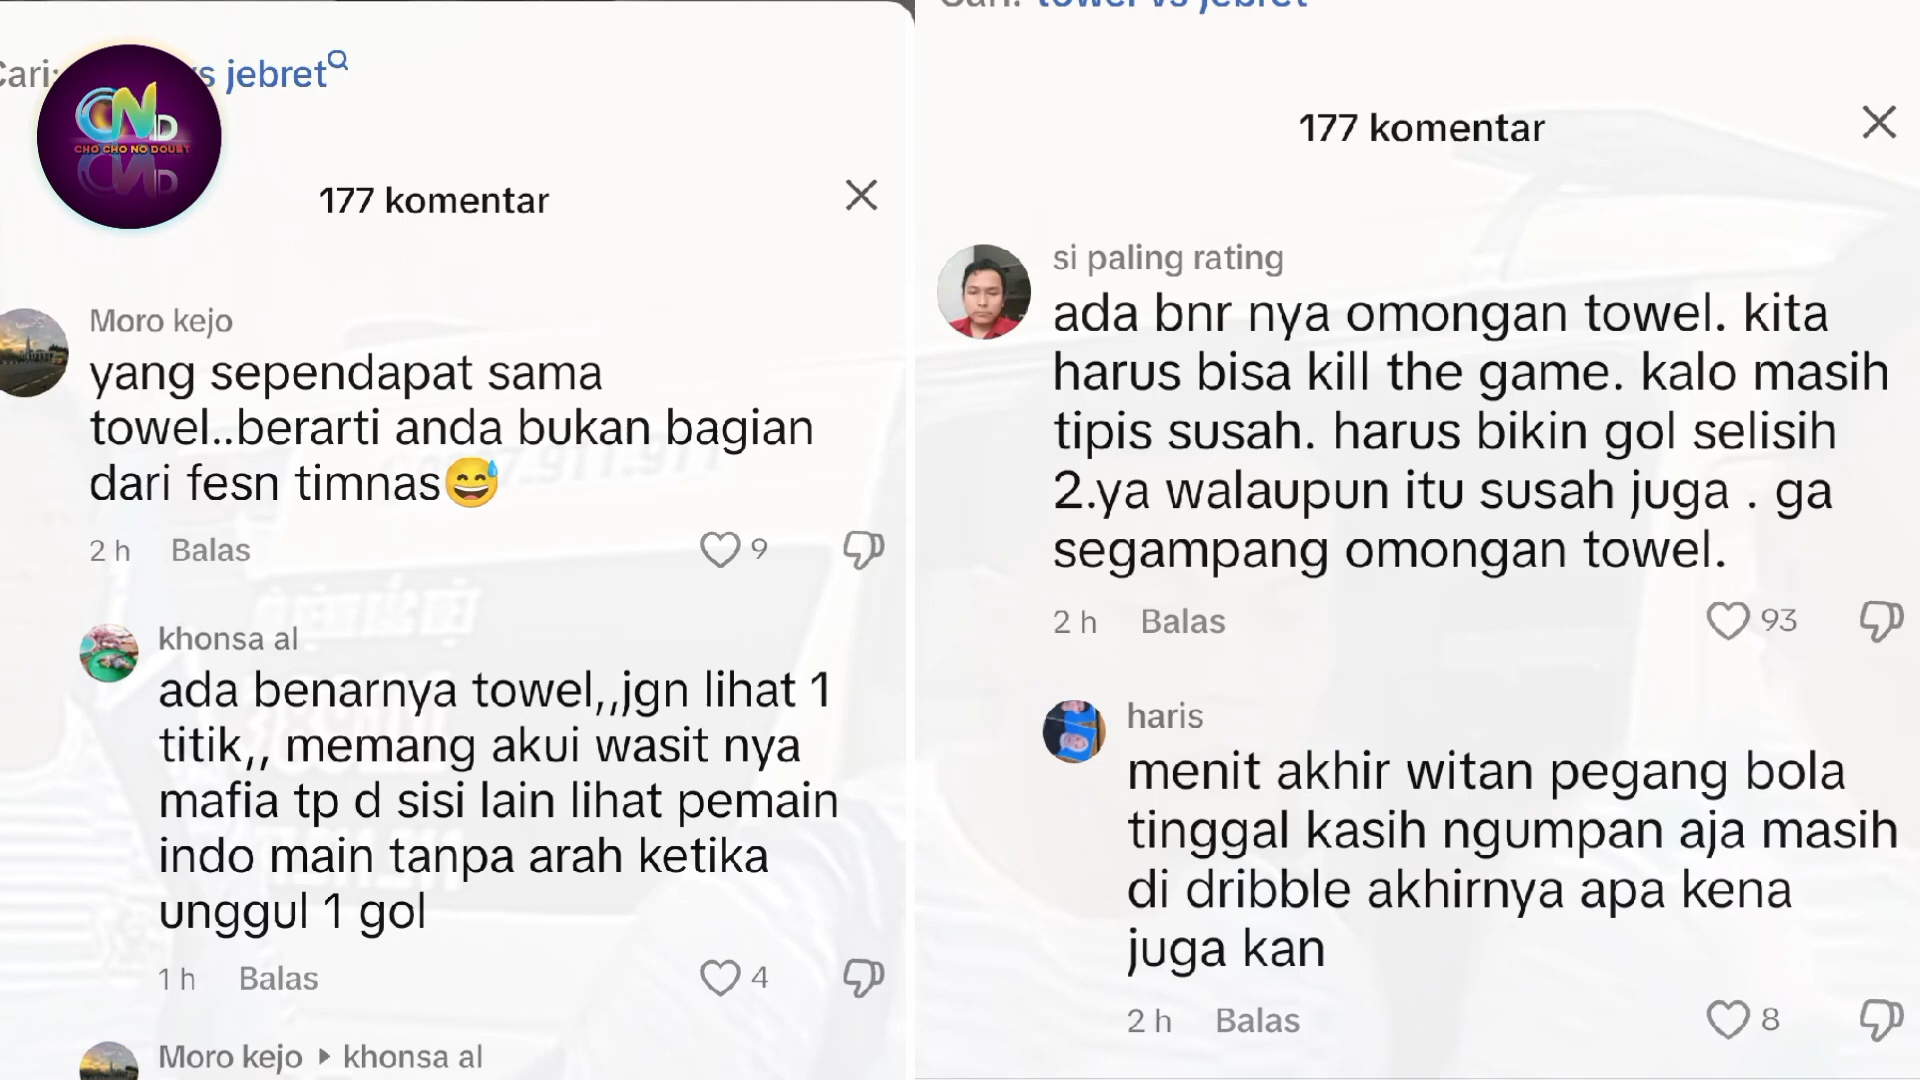 Cari:
s jebret
CND
CHO CHO NO DOUBT
177 komentar
Moro kejo
yang sependapat sama
towel..berarti anda bukan bagian
dari fesn timnas😅
2 h Balas 9
khonsa al
ada benarnya towel,,jgn lihat 1
titik,, memang akui wasit nya
mafia tp d sisi lain lihat pemain
indo main tanpa arah ketika
unggul 1 gol
1 h Balas 4
Moro kejo ▶ khonsa al
Cari: towel vs jebret
177 komentar
si paling rating
ada bnr nya omongan towel. kita
harus bisa kill the game. kalo masih
tipis susah. harus bikin gol selisih
2.ya walaupun itu susah juga . ga
segampang omongan towel.
2 h Balas 93
haris
menit akhir witan pegang bola
tinggal kasih ngumpan aja masih
di dribble akhirnya apa kena
juga kan
2 h Balas 8